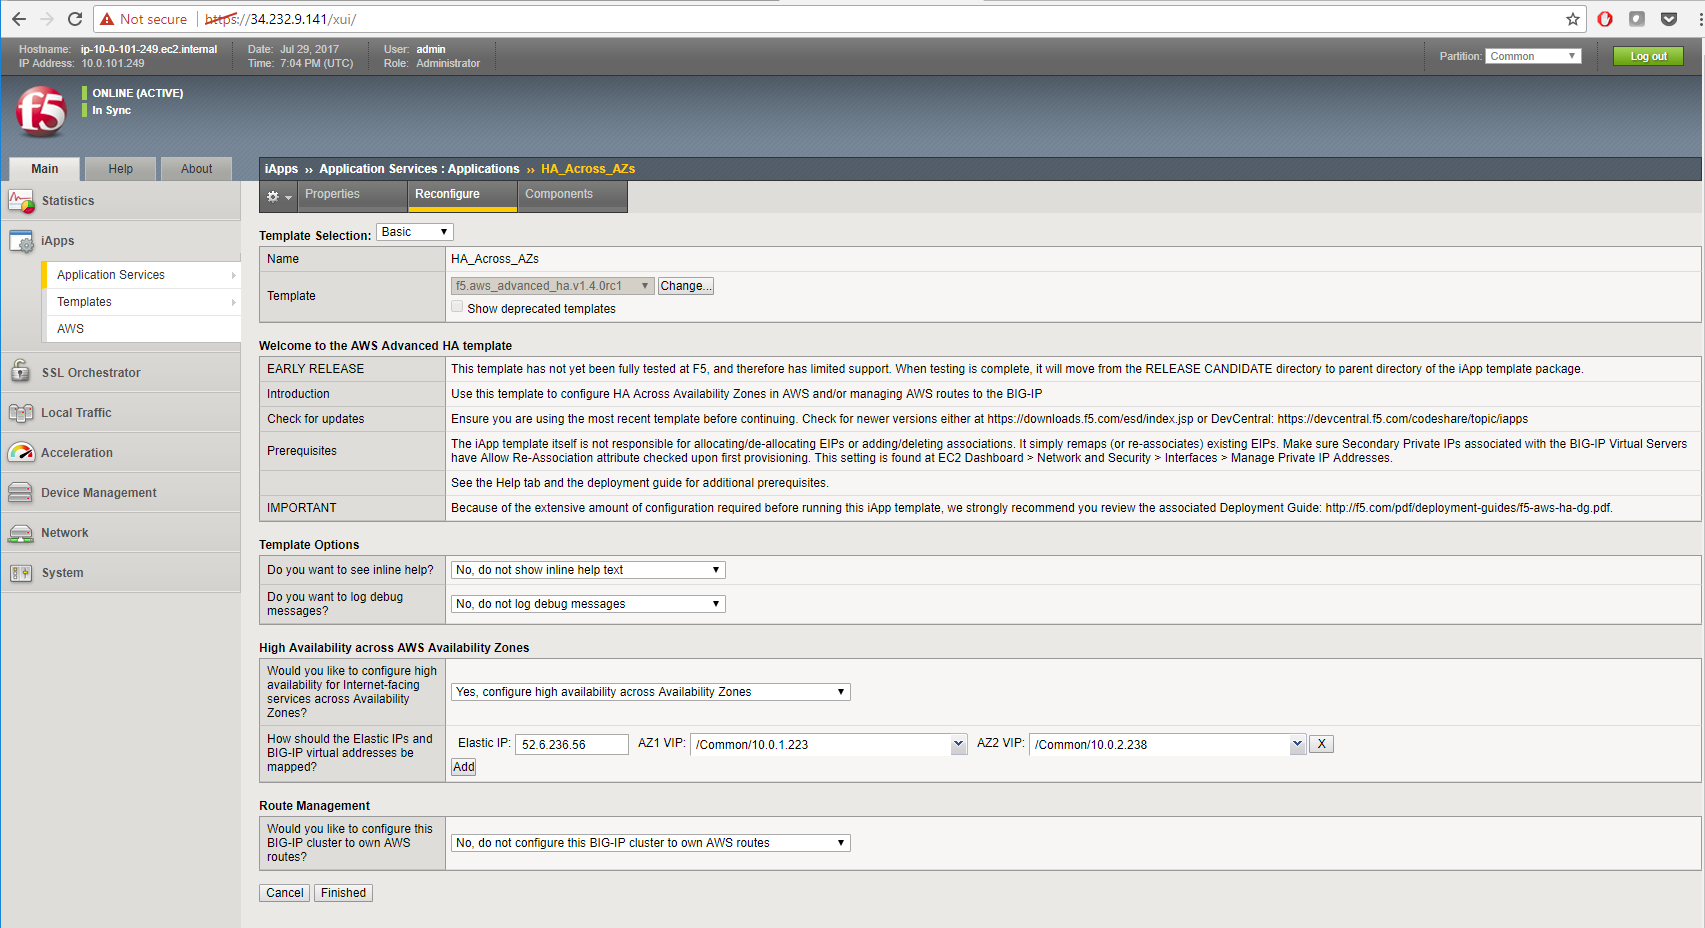 Not secure https://34.232.9.141/xui/
Hostname: ip-10-0-101-249.ec2.internal Date: Jul 29, 2017 User: admin
IP Address: 10.0.101.249 Time: 7:04 PM (UTC) Role: Administrator
Partition: Common Log out
f5
ONLINE (ACTIVE)
In Sync
Main Help About
Statistics
iApps
Application Services
Templates
AWS
SSL Orchestrator
Local Traffic
Acceleration
Device Management
Network
System
iApps ›› Application Services : Applications ›› HA_Across_AZs
Properties Reconfigure Components
Template Selection: Basic
Name HA_Across_AZs
Template f5.aws_advanced_ha.v1.4.0rc1 Change...
Show deprecated templates
Welcome to the AWS Advanced HA template
EARLY RELEASE This template has not yet been fully tested at F5, and therefore has limited support. When testing is complete, it will move from the RELEASE CANDIDATE directory to parent directory of the iApp template package.
Introduction Use this template to configure HA Across Availability Zones in AWS and/or managing AWS routes to the BIG-IP
Check for updates Ensure you are using the most recent template before continuing. Check for newer versions either at https://downloads.f5.com/esd/index.jsp or DevCentral: https://devcentral.f5.com/codeshare/topic/iapps
Prerequisites The iApp template itself is not responsible for allocating/de-allocating EIPs or adding/deleting associations. It simply remaps (or re-associates) existing EIPs. Make sure Secondary Private IPs associated with the BIG-IP Virtual Servers
have Allow Re-Association attribute checked upon first provisioning. This setting is found at EC2 Dashboard > Network and Security > Interfaces > Manage Private IP Addresses.
See the Help tab and the deployment guide for additional prerequisites.
IMPORTANT Because of the extensive amount of configuration required before running this iApp template, we strongly recommend you review the associated Deployment Guide: http://f5.com/pdf/deployment-guides/f5-aws-ha-dg.pdf.
Template Options
Do you want to see inline help? No, do not show inline help text
Do you want to log debug
messages?
No, do not log debug messages
High Availability across AWS Availability Zones
Would you like to configure high
availability for Internet-facing
services across Availability
Zones?
Yes, configure high availability across Availability Zones
How should the Elastic IPs and
BIG-IP virtual addresses be
mapped?
Elastic IP: 52.6.236.56 AZ1 VIP: /Common/10.0.1.223 AZ2 VIP: /Common/10.0.2.238 X
Add
Route Management
Would you like to configure this
BIG-IP cluster to own AWS
routes?
No, do not configure this BIG-IP cluster to own AWS routes
Cancel Finished